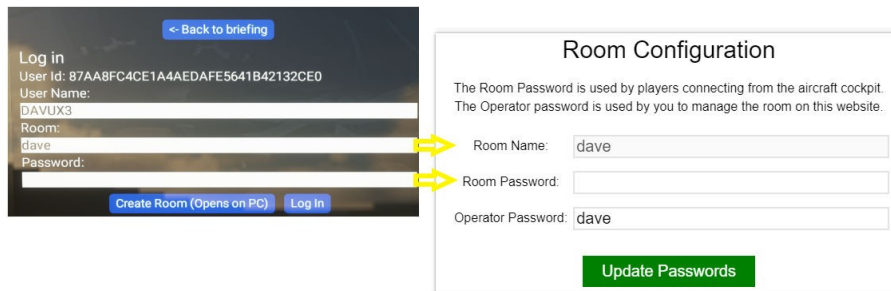 <- Back to briefing
Log in
User Id: 87AA8FC4CE1A4AEDAFE5641B42132CE0
User Name:
DAVUX3
Room:
dave
Password:
Create Room (Opens on PC) Log In
Room Configuration
The Room Password is used by players connecting from the aircraft cockpit.
The Operator password is used by you to manage the room on this website.
Room Name: dave
Room Password:
Operator Password: dave
Update Passwords